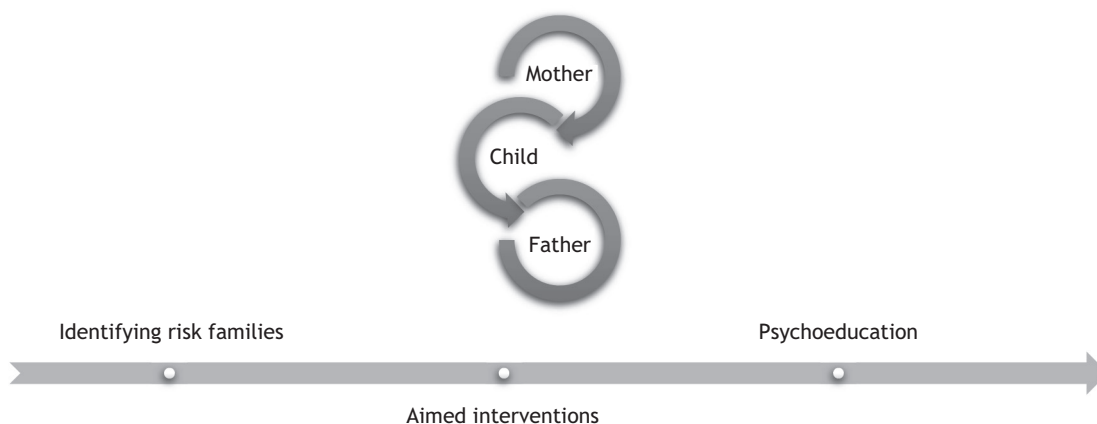 Mother
Child
Father
Identifying risk families
Psychoeducation
Aimed interventions